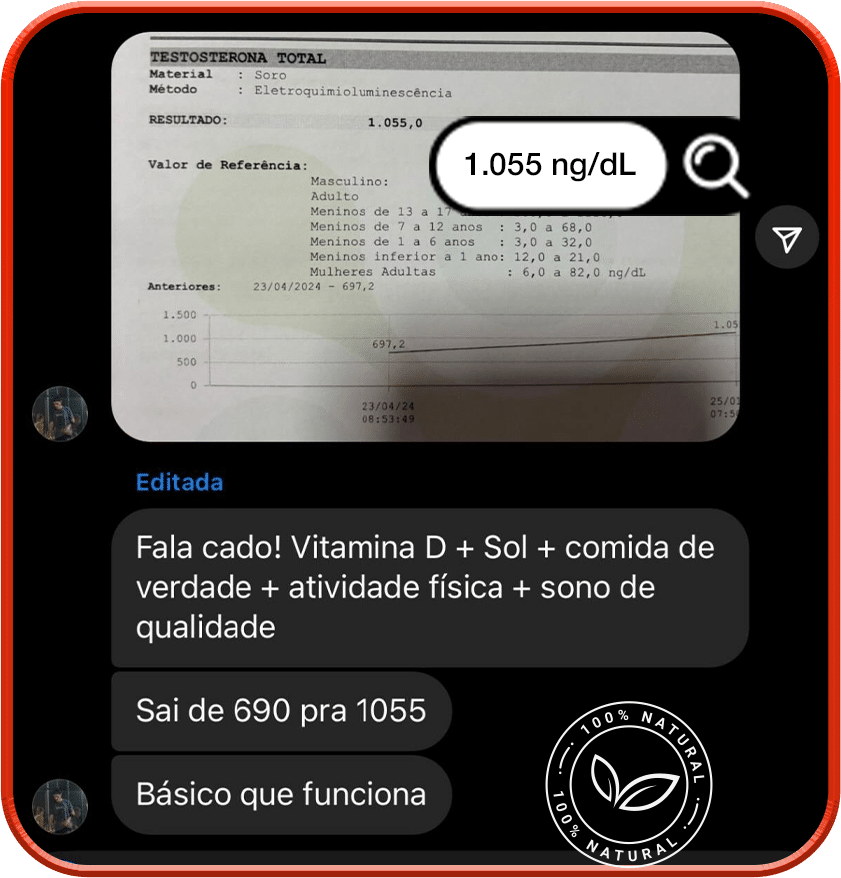 TESTOSTERONA TOTAL
Material : Soro
Método : Eletroquimioluminescência
RESULTADO: 1.055,0
1.055 ng/dL
Valor de Referência:
Masculino:
Adulto
Meninos de 13 a 17
Meninos de 7 a 12 anos : 3,0 a 68,0
Meninos de 1 a 6 anos : 3,0 a 32,0
Meninos inferior a 1 ano: 12,0 a 21,0
Mulheres Adultas : 6,0 a 82,0 ng/dL
Anteriores: 23/04/2024 - 697,2
1.500
1.000
500
0
697,2
1.05
23/04/24
08:53:49
25/01
07:5
Editada
Fala cado! Vitamina D + Sol + comida de
verdade + atividade física + sono de
qualidade
Sai de 690 pra 1055
Básico que funciona
100% NATURAL
100% NATURAL